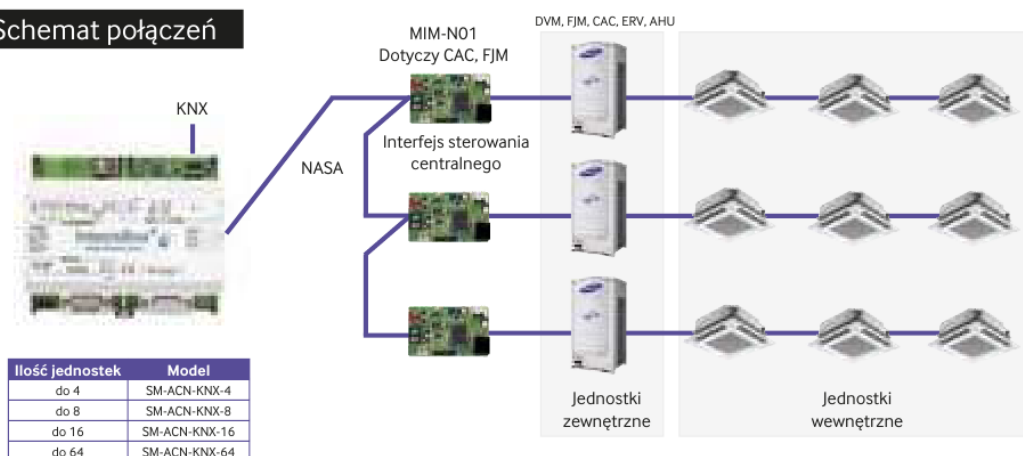 Schemat połączeń
KNX
NASA
MIM-N01
Dotyczy CAC, FJM
Interfejs sterowania
centralnego
DVM, FJM, CAC, ERV, AHU
Jednostki
zewnętrzne
Jednostki
wewnętrzne
Ilość jednostek Model
do 4 SM-ACN-KNX-4
do 8 SM-ACN-KNX-8
do 16 SM-ACN-KNX-16
do 64 SM-ACN-KNX-64